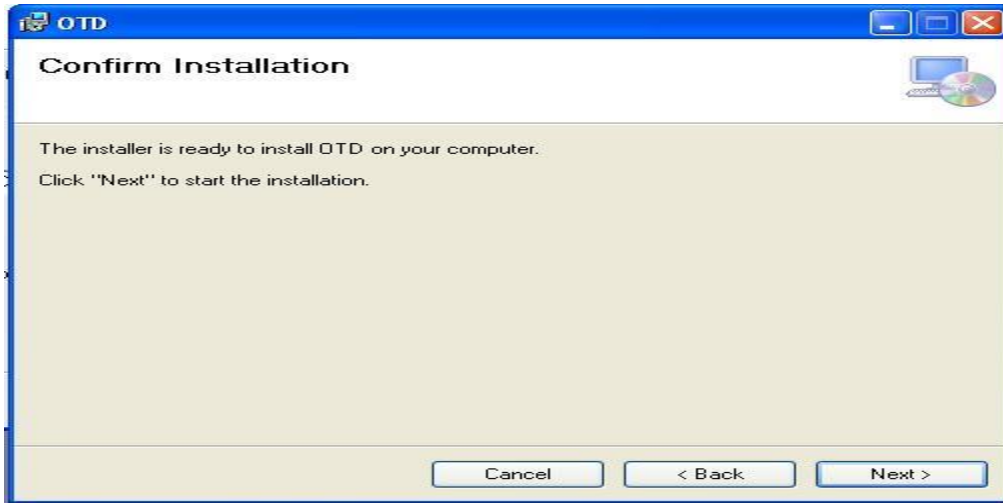 OTD
Confirm Installation
The installer is ready to install OTD on your computer.
Click "Next" to start the installation.
Cancel
< Back
Next >